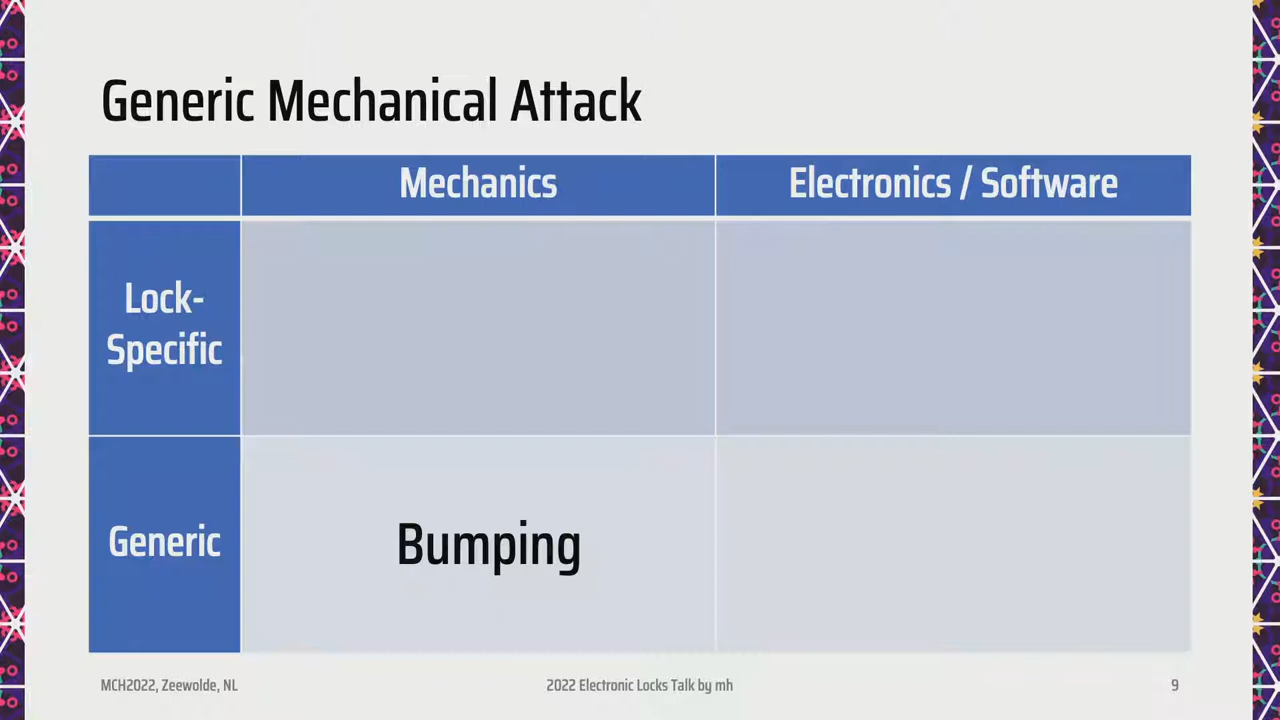 Generic Mechanical Attack
Mechanics
Electronics / Software
Lock-
Specific
Generic
Bumping
MCH2022, Zeewolde, NL
2022 Electronic Locks Talk by mh
9